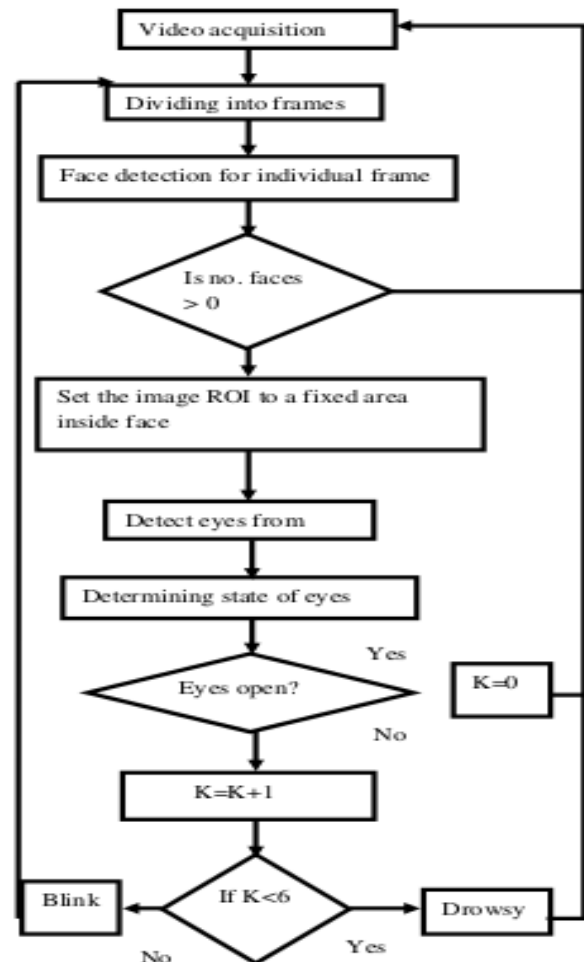 Video acquisition
Dividing into frames
Face detection for individual frame
Is no. faces
> 0
Set the image ROI to a fixed area
inside face
Detect eyes from
Determining state of eyes
Yes
Eyes open?
K=0
No
K=K+1
Blink
If K<6
Drowsy
No
Yes